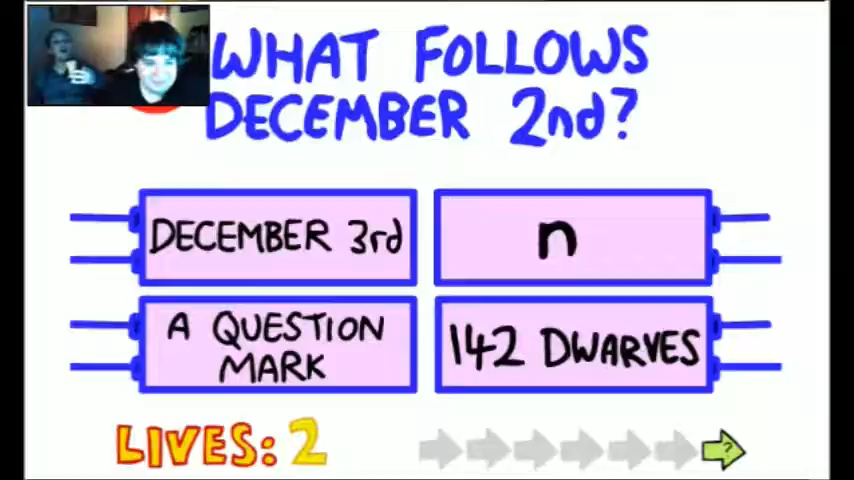 WHAT FOLLOWS
DECEMBER 2nd?
DECEMBER 3rd
n
A QUESTION
MARK
142 DWARVES
LIVES: 2
?